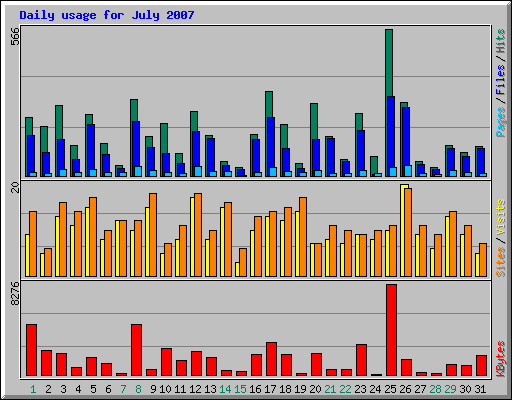 Daily usage for July 2007
566
Pages / Files / Hits
20
Sites / Visits
8276
KBytes
1 2 3 4 5 6 7 8 9 10 11 12 13 14 15 16 17 18 19 20 21 22 23 24 25 26 27 28 29 30 31